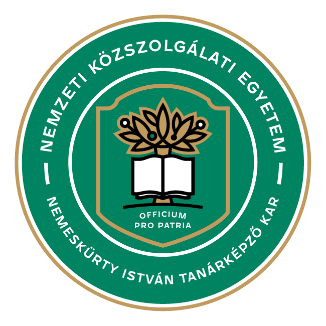 NEMZETI KÖZSZOLGÁLATI EGYETEM
OFFICIUM
PRO PATRIA
NEMESKÜRTY ISTVÁN TANÁRKÉPZŐ KAR